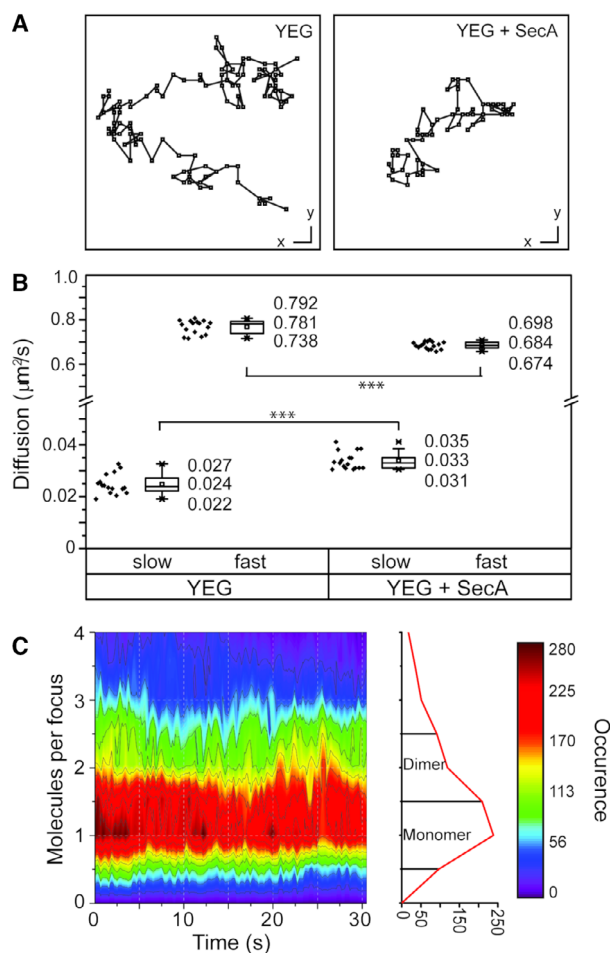 A
YEG
x
y
YEG + SecA
x
y
B
Diffusion (μm²/s)
1.0
0.8
0.6
0.04
0.02
0
0.792
0.781
0.738
0.698
0.684
0.674
***
***
0.027
0.024
0.022
0.035
0.033
0.031
slow
fast
slow
fast
YEG
YEG + SecA
C
Molecules per focus
4
3
2
1
0
0
10
20
30
Time (s)
Dimer
Monomer
0
50
150
250
280
225
170
113
56
0
Occurence